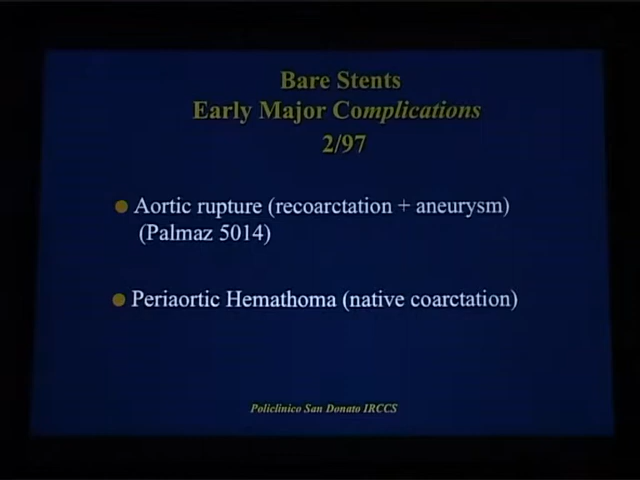 Bare Stents
Early Major Complications
2/97
Aortic rupture (recoarctation + aneurysm)
(Palmaz 5014)
Periaortic Hemathoma (native coarctation)
Policlinico San Donato IRCCS